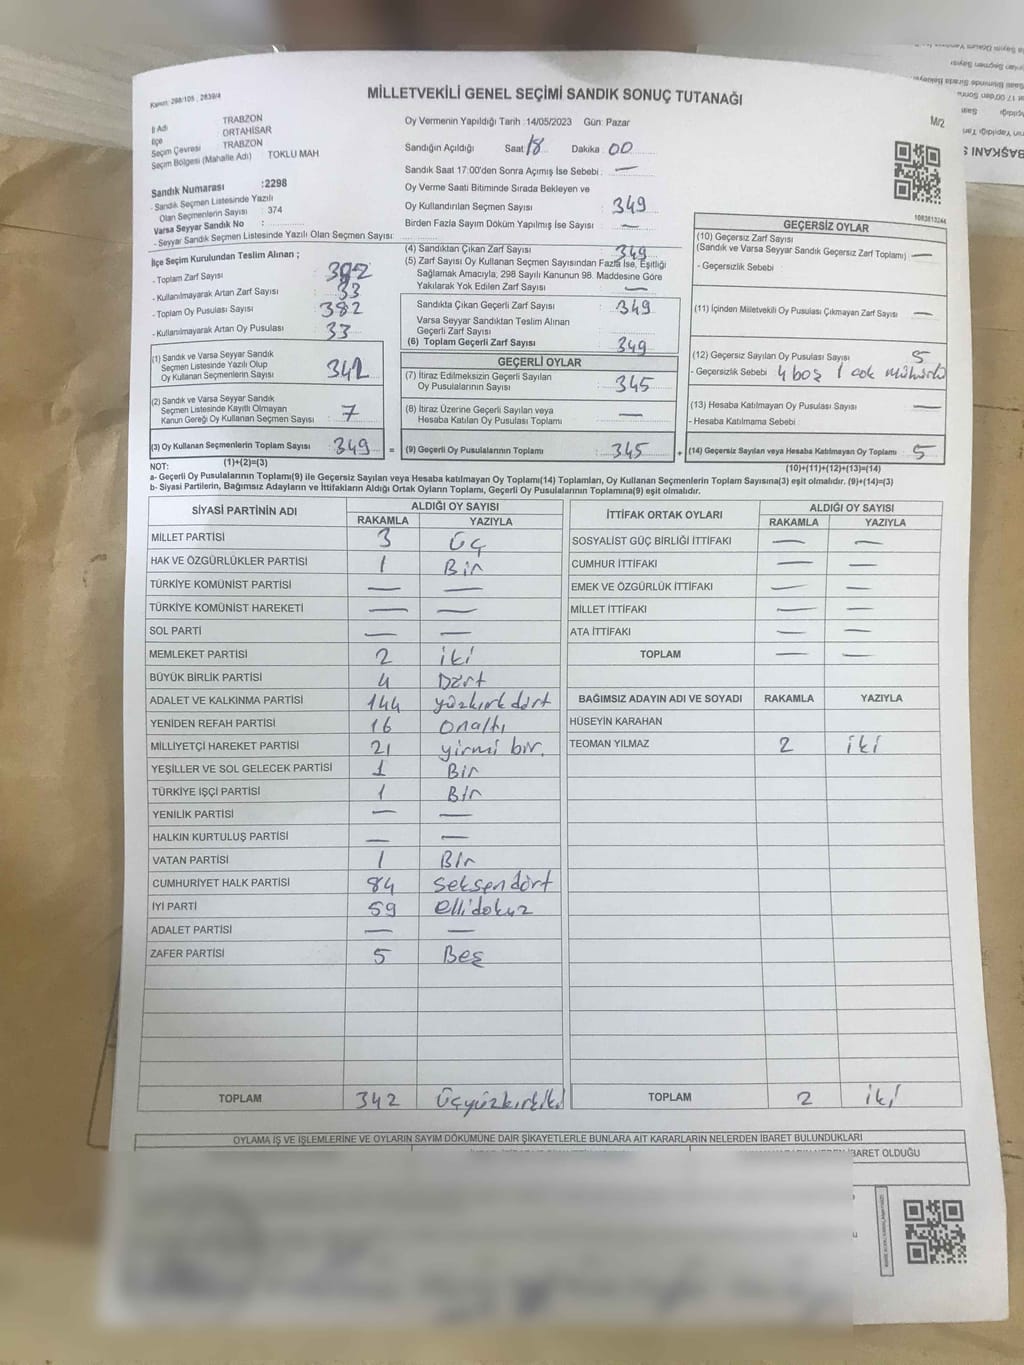 Kanun: 298/105 , 2839/4
MİLLETVEKİLİ GENEL SEÇİMİ SANDIK SONUÇ TUTANAĞI
M/2
İl Adı TRABZON
İlçe ORTAHİSAR
Seçim Çevresi TRABZON
Seçim Bölgesi (Mahalle Adı) TOKLU MAH
Sandık Numarası :2298
- Sandık Seçmen Listesinde Yazılı
Olan Seçmenlerin Sayısı : 374
Varsa Seyyar Sandık No :
- Seyyar Sandık Seçmen Listesinde Yazılı Olan Seçmen Sayısı:
Oy Vermenin Yapıldığı Tarih :14/05/2023 Gün: Pazar
Sandığın Açıldığı Saat 18 Dakika 00
Sandık Saat 17:00'den Sonra Açımış İse Sebebi : —
Oy Verme Saati Bitiminde Sırada Bekleyen ve
Oy Kullandırılan Seçmen Sayısı : 349
Birden Fazla Sayım Döküm Yapılmış İse Sayısı : —
1083613244
İlçe Seçim Kurulundan Teslim Alınan ;
- Toplam Zarf Sayısı : 382
- Kullanılmayarak Artan Zarf Sayısı : 33
- Toplam Oy Pusulası Sayısı : 382
- Kullanılmayarak Artan Oy Pusulası : 33
(1) Sandık ve Varsa Seyyar Sandık
Seçmen Listesinde Yazılı Olup
Oy Kullanan Seçmenlerin Sayısı : 342
(2) Sandık ve Varsa Seyyar Sandık
Seçmen Listesinde Kayıtlı Olmayan
Kanun Gereği Oy Kullanan Seçmen Sayısı : 7
(3) Oy Kullanan Seçmenlerin Toplam Sayısı : 349
(1)+(2)=(3)
(4) Sandıktan Çıkan Zarf Sayısı : 349
(5) Zarf Sayısı Oy Kullanan Seçmen Sayısından Fazla İse, Eşitliği
Sağlamak Amacıyla, 298 Sayılı Kanunun 98. Maddesine Göre
Yakılarak Yok Edilen Zarf Sayısı : —
Sandıkta Çıkan Geçerli Zarf Sayısı : 349
Varsa Seyyar Sandıktan Teslim Alınan
Geçerli Zarf Sayısı :
(6) Toplam Geçerli Zarf Sayısı : 349
GEÇERLİ OYLAR
(7) İtiraz Edilmeksizin Geçerli Sayılan
Oy Pusulalarının Sayısı : 345
(8) İtiraz Üzerine Geçerli Sayılan veya
Hesaba Katılan Oy Pusulası Toplamı : —
= (9) Geçerli Oy Pusulalarının Toplamı : 345
GEÇERSİZ OYLAR
(10) Geçersiz Zarf Sayısı
(Sandık ve Varsa Seyyar Sandık Geçersiz Zarf Toplamı) : —
- Geçersizlik Sebebi :
(11) İçinden Milletvekili Oy Pusulası Çıkmayan Zarf Sayısı : —
(12) Geçersiz Sayılan Oy Pusulası Sayısı : 5
- Geçersizlik Sebebi : 4 boş 1 çok mühürlü
(13) Hesaba Katılmayan Oy Pusulası Sayısı : —
- Hesaba Katılmama Sebebi :
+ (14) Geçersiz Sayılan veya Hesaba Katılmayan Oy Toplamı : 5
(10)+(11)+(12)+(13)=(14)
NOT:
a- Geçerli Oy Pusulalarının Toplamı(9) ile Geçersiz Sayılan veya Hesaba katılmayan Oy Toplamı(14) Toplamları, Oy Kullanan Seçmenlerin Toplam Sayısına(3) eşit olmalıdır. (9)+(14)=(3)
b- Siyasi Partilerin, Bağımsız Adayların ve İttifakların Aldığı Ortak Oyların Toplamı, Geçerli Oy Pusulalarının Toplamına(9) eşit olmalıdır.
SİYASİ PARTİNİN ADI ALDIĞI OY SAYISI
RAKAMLA YAZIYLA
MİLLET PARTİSİ 3 üç
HAK VE ÖZGÜRLÜKLER PARTİSİ 1 Bir
TÜRKİYE KOMÜNİST PARTİSİ — —
TÜRKİYE KOMÜNİST HAREKETİ — —
SOL PARTİ — —
MEMLEKET PARTİSİ 2 iki
BÜYÜK BİRLİK PARTİSİ 4 Dört
ADALET VE KALKINMA PARTİSİ 144 yüzkırkdört
YENİDEN REFAH PARTİSİ 16 onaltı
MİLLİYETÇİ HAREKET PARTİSİ 21 yirmi bir.
YEŞİLLER VE SOL GELECEK PARTİSİ 1 Bir
TÜRKİYE İŞÇİ PARTİSİ 1 Bir
YENİLİK PARTİSİ — —
HALKIN KURTULUŞ PARTİSİ — —
VATAN PARTİSİ 1 Bir
CUMHURİYET HALK PARTİSİ 84 seksendört
İYİ PARTİ 59 ellidokuz
ADALET PARTİSİ — —
ZAFER PARTİSİ 5 Beş
TOPLAM 342 üçyüzkırkiki
İTTİFAK ORTAK OYLARI ALDIĞI OY SAYISI
RAKAMLA YAZIYLA
SOSYALİST GÜÇ BİRLİĞİ İTTİFAKI — —
CUMHUR İTTİFAKI — —
EMEK VE ÖZGÜRLÜK İTTİFAKI — —
MİLLET İTTİFAKI — —
ATA İTTİFAKI — —
TOPLAM — —
BAĞIMSIZ ADAYIN ADI VE SOYADI RAKAMLA YAZIYLA
HÜSEYİN KARAHAN
TEOMAN YILMAZ 2 iki
TOPLAM 2 iki
OYLAMA İŞ VE İŞLEMLERİNE VE OYLARIN SAYIM DÖKÜMÜNE DAİR ŞİKAYETLERLE BUNLARA AİT KARARLARIN NELERDEN İBARET BULUNDUKLARI
İBARET OLDUĞU